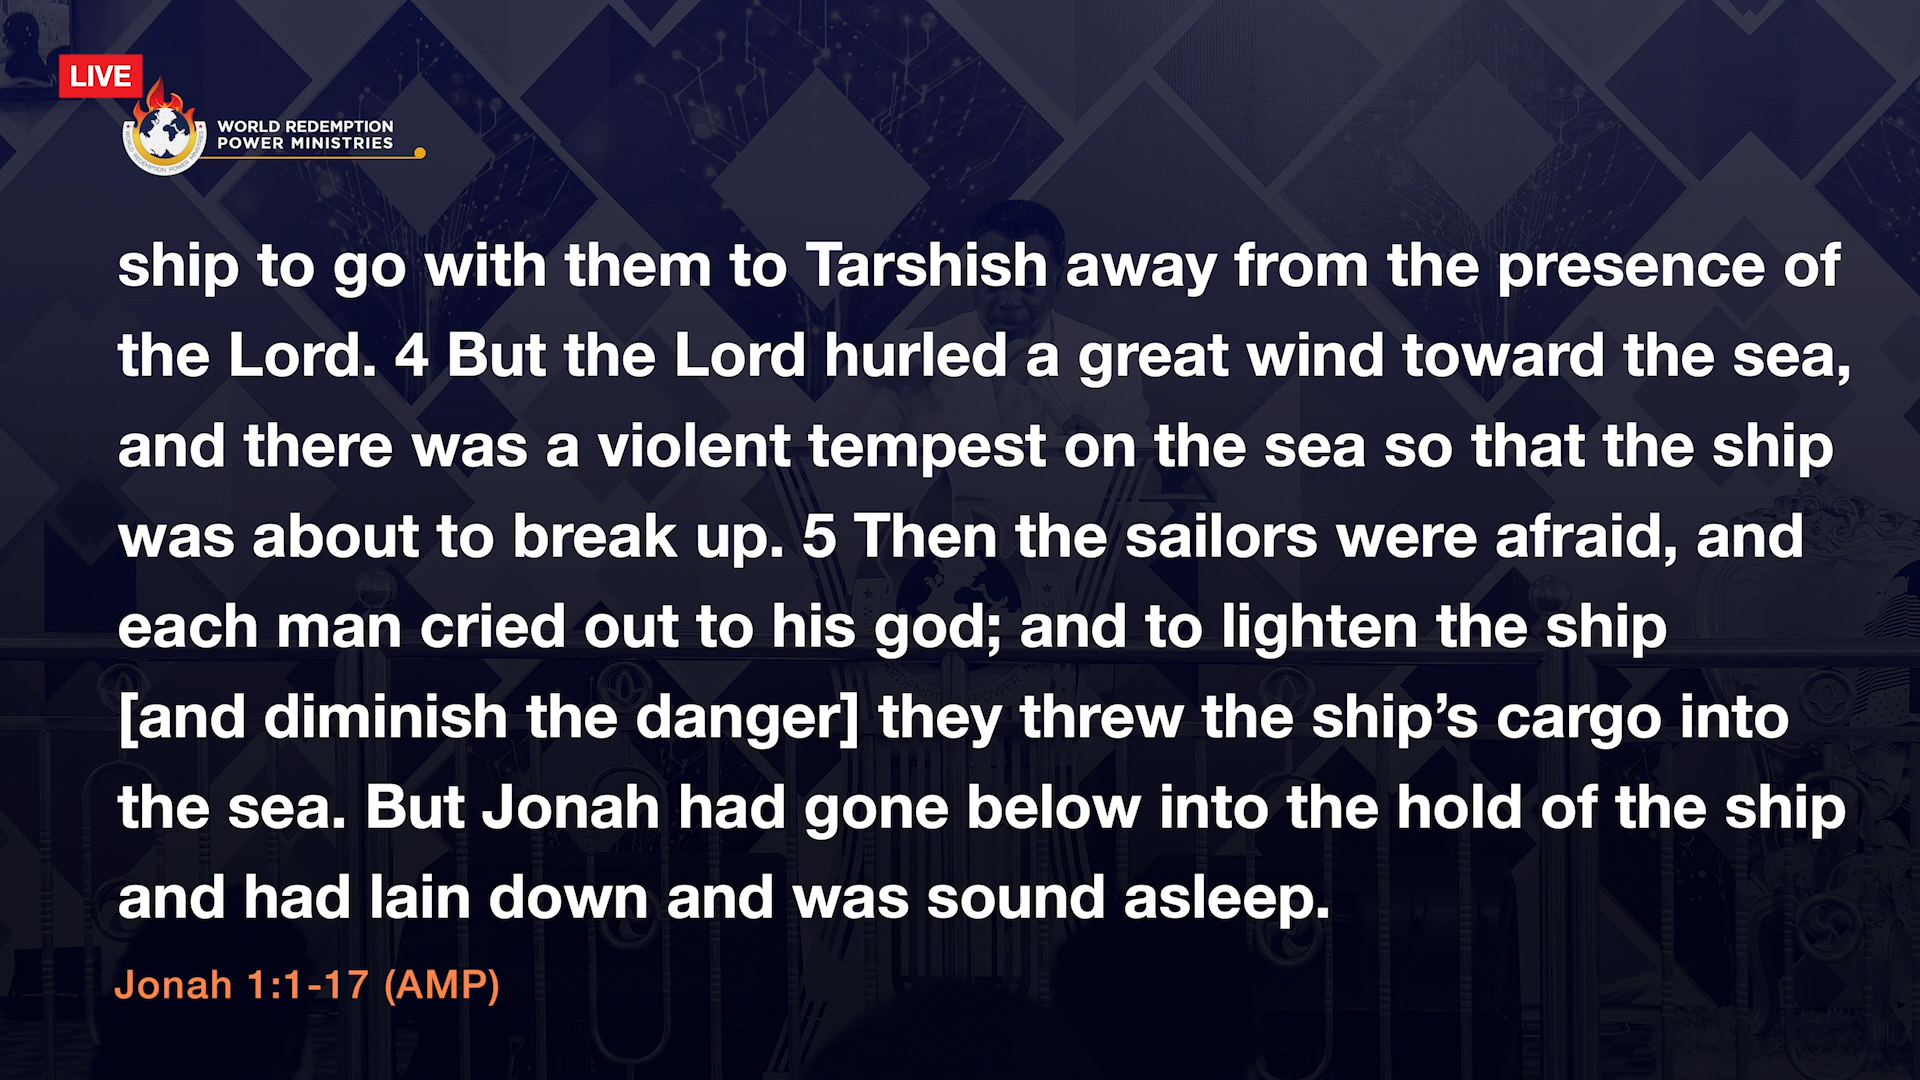 LIVE
WORLD REDEMPTION
POWER MINISTRIES
ship to go with them to Tarshish away from the presence of
the Lord. 4 But the Lord hurled a great wind toward the sea,
and there was a violent tempest on the sea so that the ship
was about to break up. 5 Then the sailors were afraid, and
each man cried out to his god; and to lighten the ship
[and diminish the danger] they threw the ship’s cargo into
the sea. But Jonah had gone below into the hold of the ship
and had lain down and was sound asleep.
Jonah 1:1-17 (AMP)